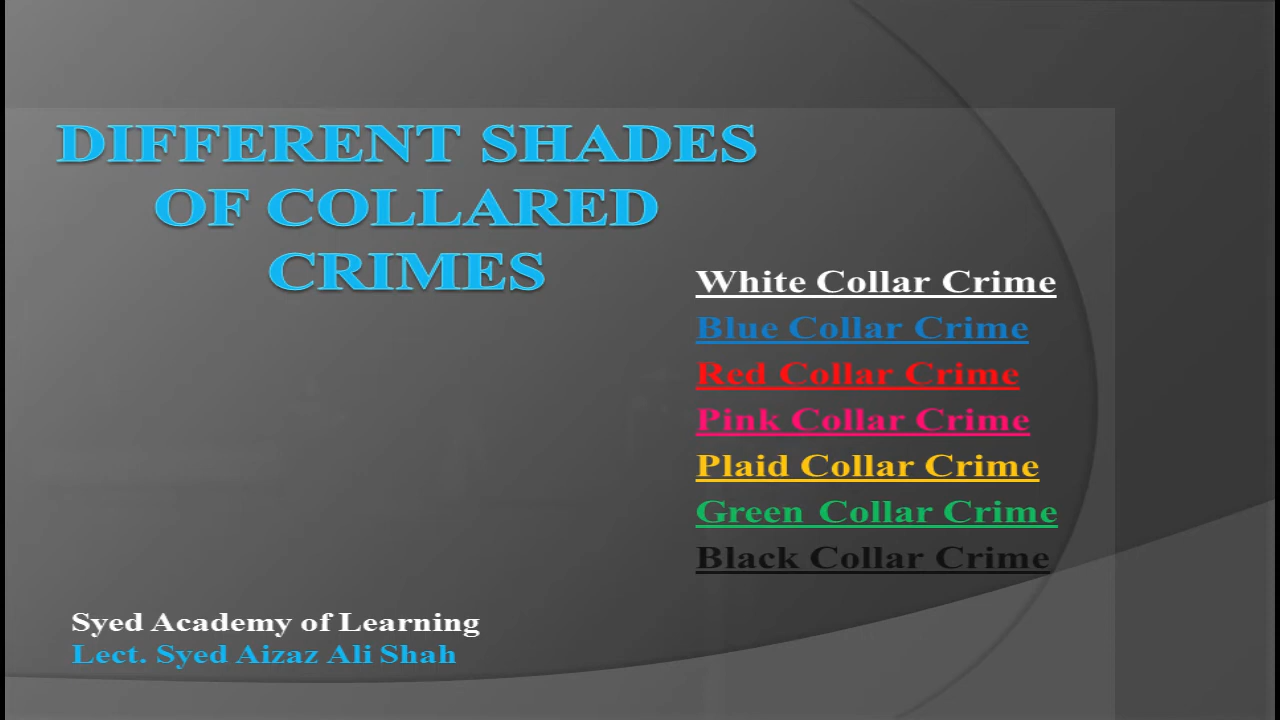 DIFFERENT SHADES
OF COLLARED
CRIMES
White Collar Crime
Blue Collar Crime
Red Collar Crime
Pink Collar Crime
Plaid Collar Crime
Green Collar Crime
Black Collar Crime
Syed Academy of Learning
Lect. Syed Aizaz Ali Shah